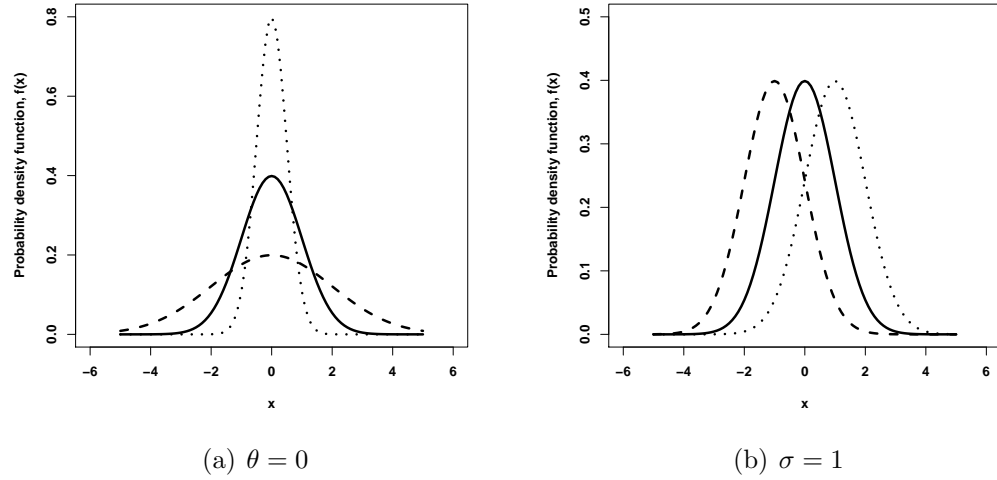 Probability density function, f(x)
0.8
0.6
0.4
0.2
0.0
−6 −4 −2 0 2 4 6
x
(a) θ = 0
Probability density function, f(x)
0.5
0.4
0.3
0.2
0.1
0.0
−6 −4 −2 0 2 4 6
x
(b) σ = 1